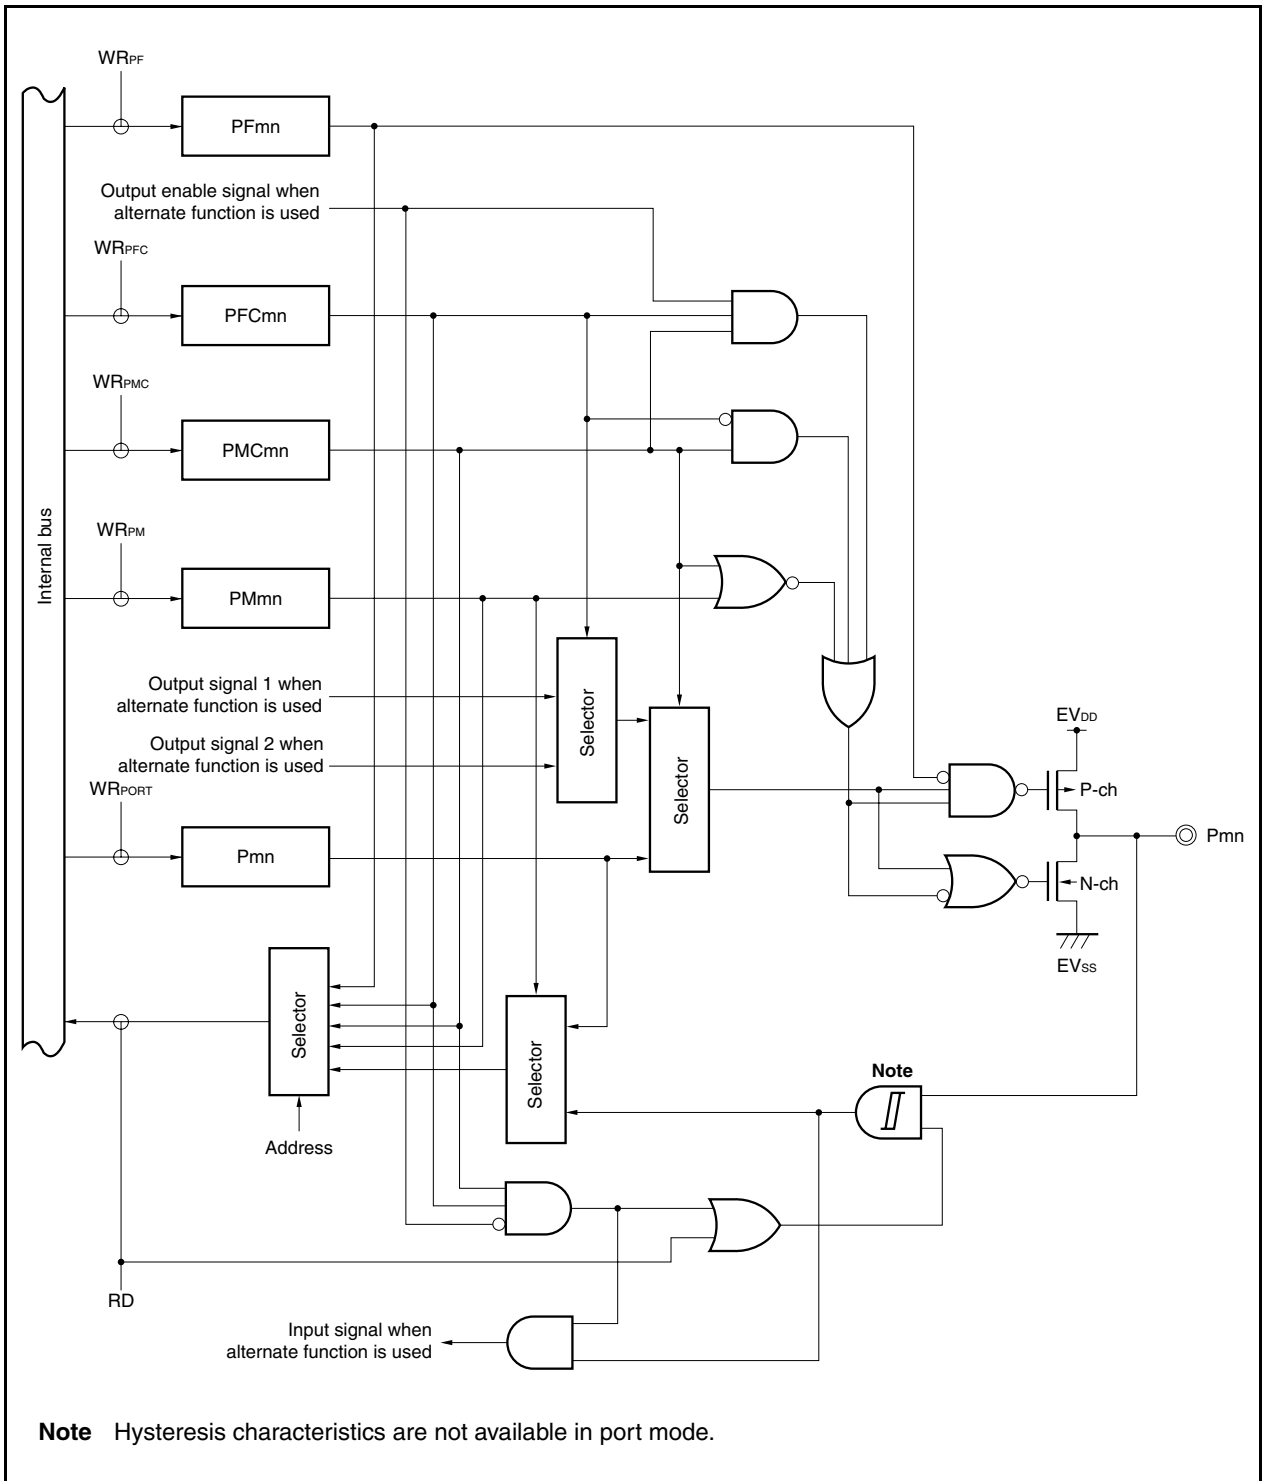 WRPF
PFmn
Output enable signal when
alternate function is used
WRPFC
PFCmn
WRPMC
PMCmn
Internal bus
WRPM
PMmn
Output signal 1 when
alternate function is used
Selector
Output signal 2 when
alternate function is used
Selector
EVDD
P-ch
WRPORT
Pmn
Pmn
N-ch
EVSS
Selector
Selector
Note
Address
RD
Input signal when
alternate function is used
Note Hysteresis characteristics are not available in port mode.